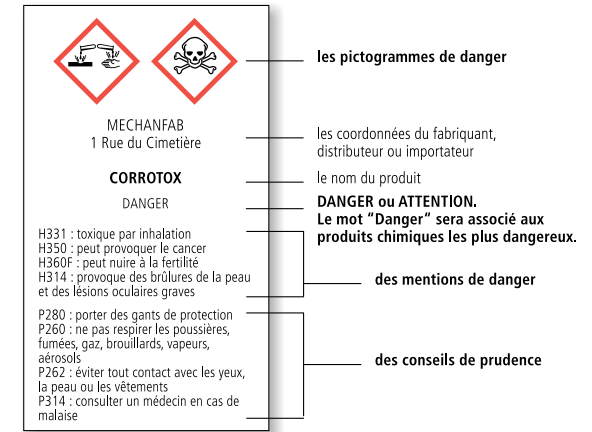 les pictogrammes de danger
MECHANFAB
1 Rue du Cimetière
les coordonnées du fabriquant,
distributeur ou importateur
CORROTOX
le nom du produit
DANGER
DANGER ou ATTENTION.
Le mot “Danger“ sera associé aux
produits chimiques les plus dangereux.
H331 : toxique par inhalation
H350 : peut provoquer le cancer
H360F : peut nuire à la fertilité
H314 : provoque des brûlures de la peau
et des lésions oculaires graves
des mentions de danger
P280 : porter des gants de protection
P260 : ne pas respirer les poussières,
fumées, gaz, brouillards, vapeurs,
aérosols
P262 : éviter tout contact avec les yeux,
la peau ou les vêtements
P314 : consulter un médecin en cas de
malaise
des conseils de prudence